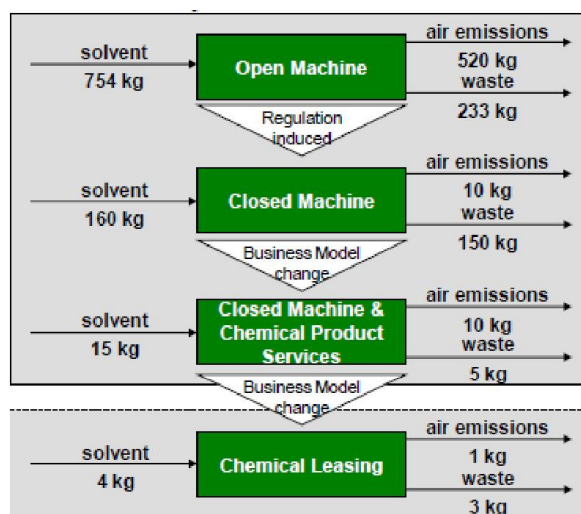 solvent
754 kg
Open Machine
air emissions
520 kg
waste
233 kg
Regulation
induced
solvent
160 kg
Closed Machine
air emissions
10 kg
waste
150 kg
Business Model
change
solvent
15 kg
Closed Machine &
Chemical Product
Services
air emissions
10 kg
waste
5 kg
Business Model
change
solvent
4 kg
Chemical Leasing
air emissions
1 kg
waste
3 kg